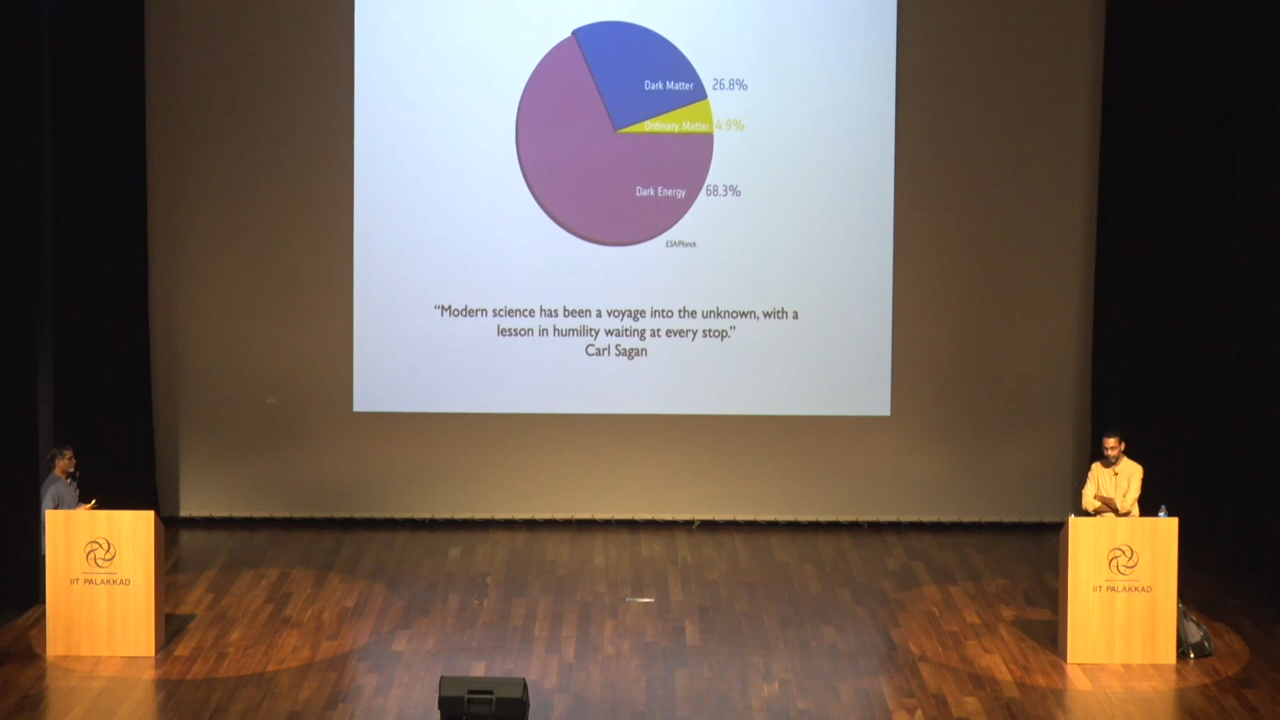 Dark Matter 26.8%
Ordinary Matter 4.9%
Dark Energy 68.3%
ESA/Planck
“Modern science has been a voyage into the unknown, with a
lesson in humility waiting at every stop.”
Carl Sagan
IIT PALAKKAD
IIT PALAKKAD